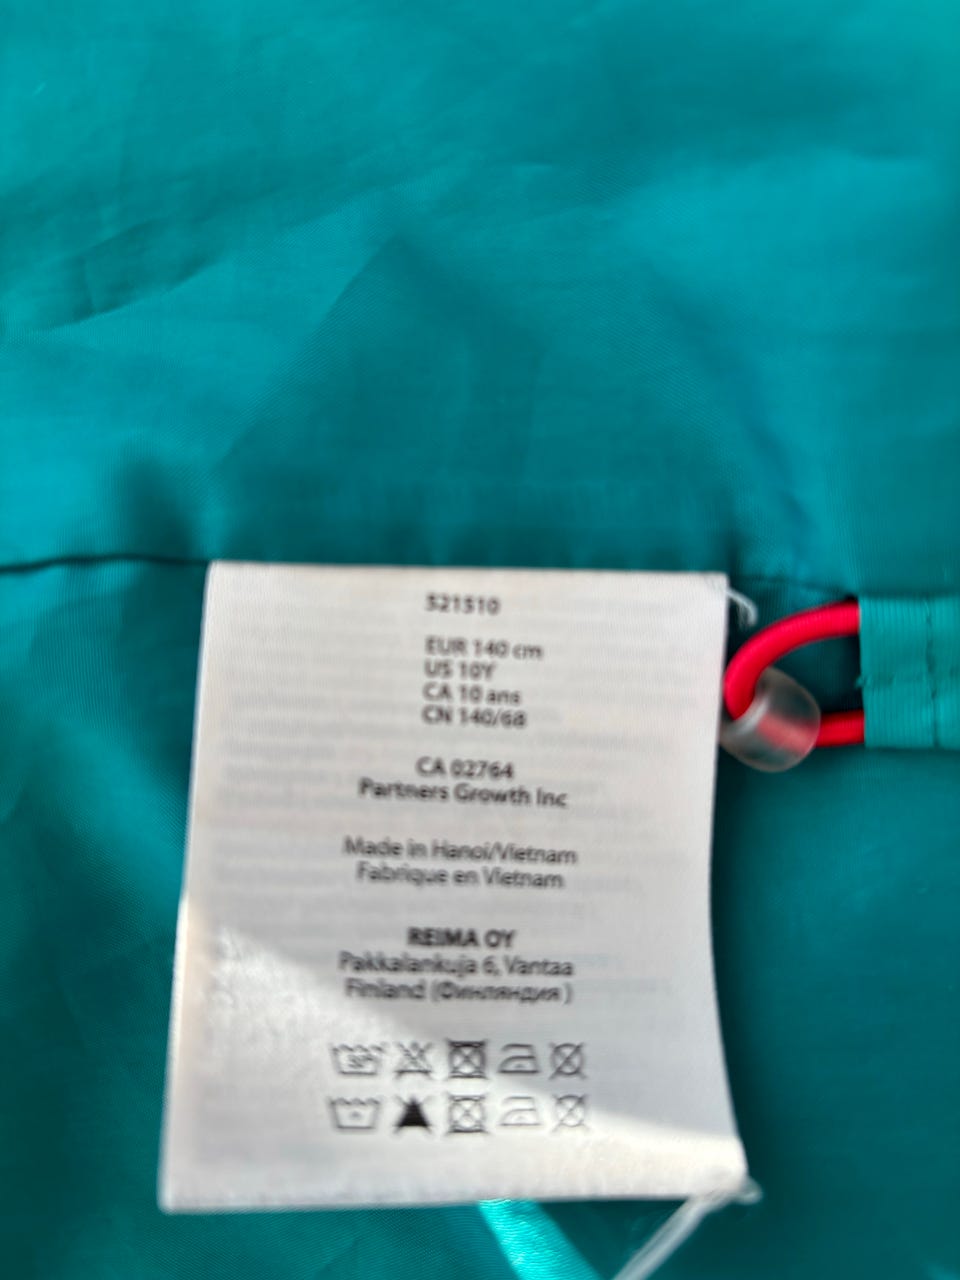 521510
EUR 140 cm
US 10Y
CA 10 ans
CN 140/68
CA 02764
Partners Growth Inc
Made in Hanoi/Vietnam
Fabrique en Vietnam
REIMA OY
Pakkalankuja 6, Vantaa
Finland (Финляндия )